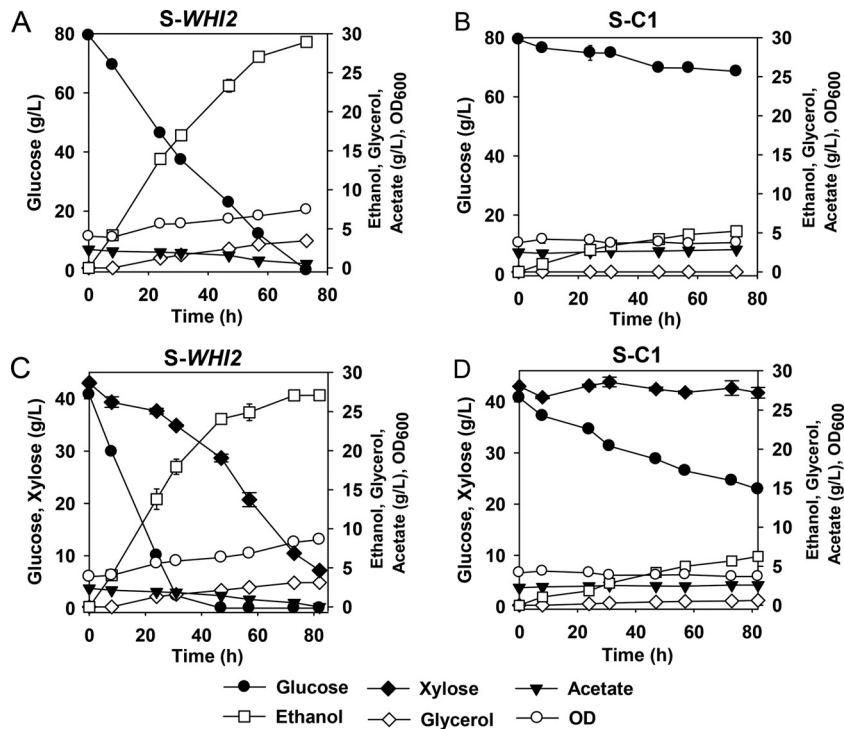 A
S-WHI2
80
60
40
20
0
Glucose (g/L)
30
25
20
15
10
5
0
Ethanol, Glycerol,
Acetate (g/L), OD600
0 20 40 60 80
Time (h)
B
S-C1
80
60
40
20
0
Glucose (g/L)
30
25
20
15
10
5
0
Ethanol, Glycerol,
Acetate (g/L), OD600
0 20 40 60 80
Time (h)
C
S-WHI2
40
30
20
10
0
Glucose, Xylose (g/L)
30
25
20
15
10
5
0
Ethanol, Glycerol,
Acetate (g/L), OD600
0 20 40 60 80
Time (h)
D
S-C1
40
30
20
10
0
Glucose, Xylose (g/L)
30
25
20
15
10
5
0
Ethanol, Glycerol,
Acetate (g/L), OD600
0 20 40 60 80
Time (h)
Glucose Xylose Acetate
Ethanol Glycerol OD